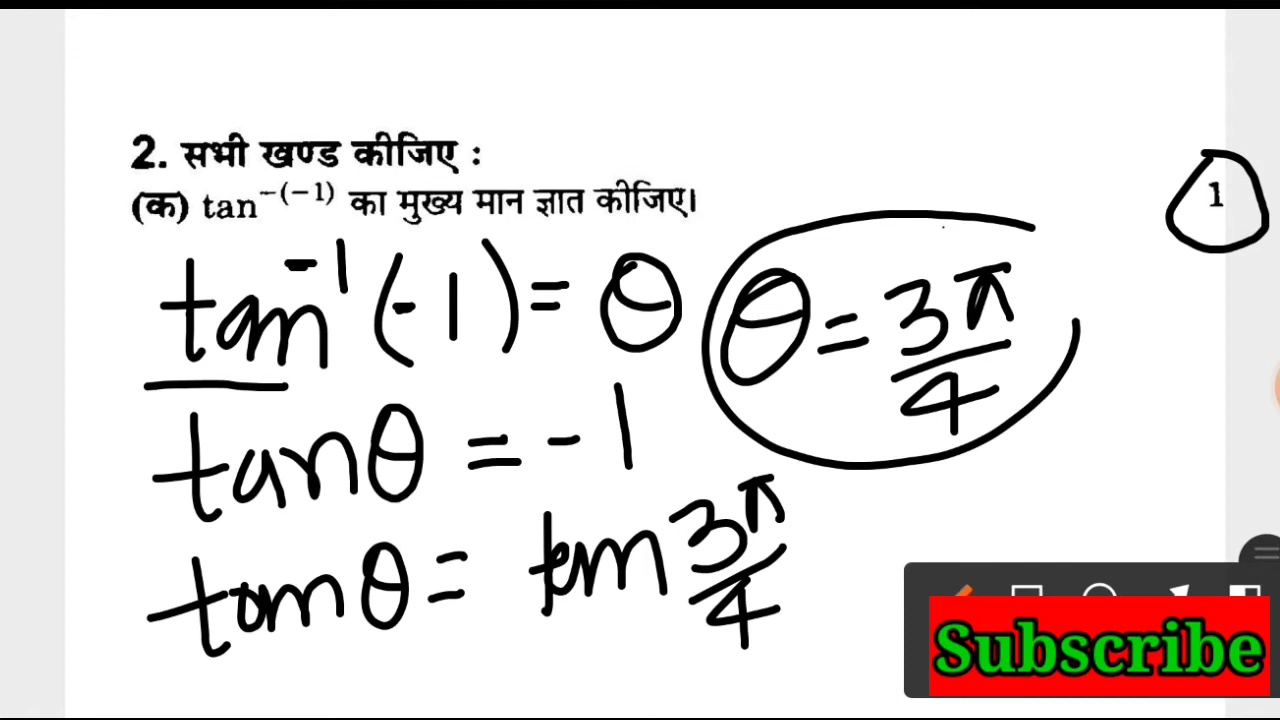 2. सभी खण्ड कीजिए :
(क) tan⁻⁽⁻¹⁾ का मुख्य मान ज्ञात कीजिए। 1
tan⁻¹(-1) = θ
θ = 3π/4
tanθ = -1
tanθ = tan 3π/4
Subscribe